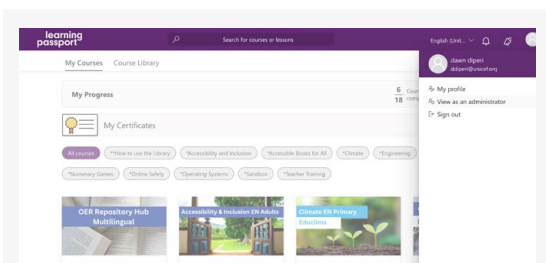 learning
passport
Search for courses or lessons
English (Unit...
dawn diperi
ddiperi@unicef.org
My Courses
Course Library
My profile
View as an administrator
Sign out
My Progress
6
18
My Certificates
All courses
*How to use the Library
*Accessibility and Inclusion
*Accessible Books for All
*Climate
*Engineering
*Numeracy Games
*Online Safety
*Operating Systems
*Sandbox
*Teacher Training
OER Repository Hub
Multilingual
Accessibility & Inclusion EN Adults
Climate EN Primary
Educlima